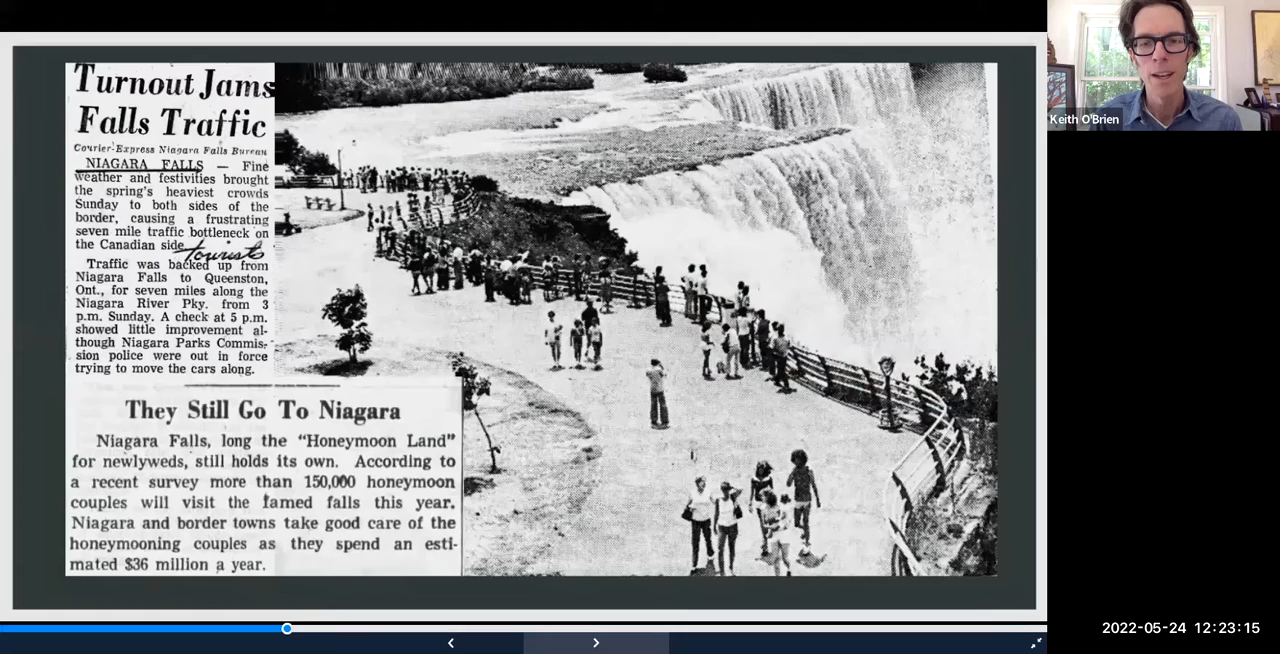 Turnout Jams
Falls Traffic
Courier-Express Niagara Falls Bureau
NIAGARA FALLS — Fine
weather and festivities brought
the spring's heaviest crowds
Sunday to both sides of the
border, causing a frustrating
seven mile traffic bottleneck on
the Canadian side.
tourists
Traffic was backed up from
Niagara Falls to Queenston,
Ont., for seven miles along the
Niagara River Pky. from 3
p.m. Sunday. A check at 5 p.m.
showed little improvement al-
though Niagara Parks Commis-
sion police were out in force
trying to move the cars along.
They Still Go To Niagara
Niagara Falls, long the "Honeymoon Land"
for newlyweds, still holds its own. According to
a recent survey more than 150,000 honeymoon
couples will visit the famed falls this year.
Niagara and border towns take good care of the
honeymooning couples as they spend an esti-
mated $36 million a year.
Keith O'Brien
2022-05-24 12:23:15